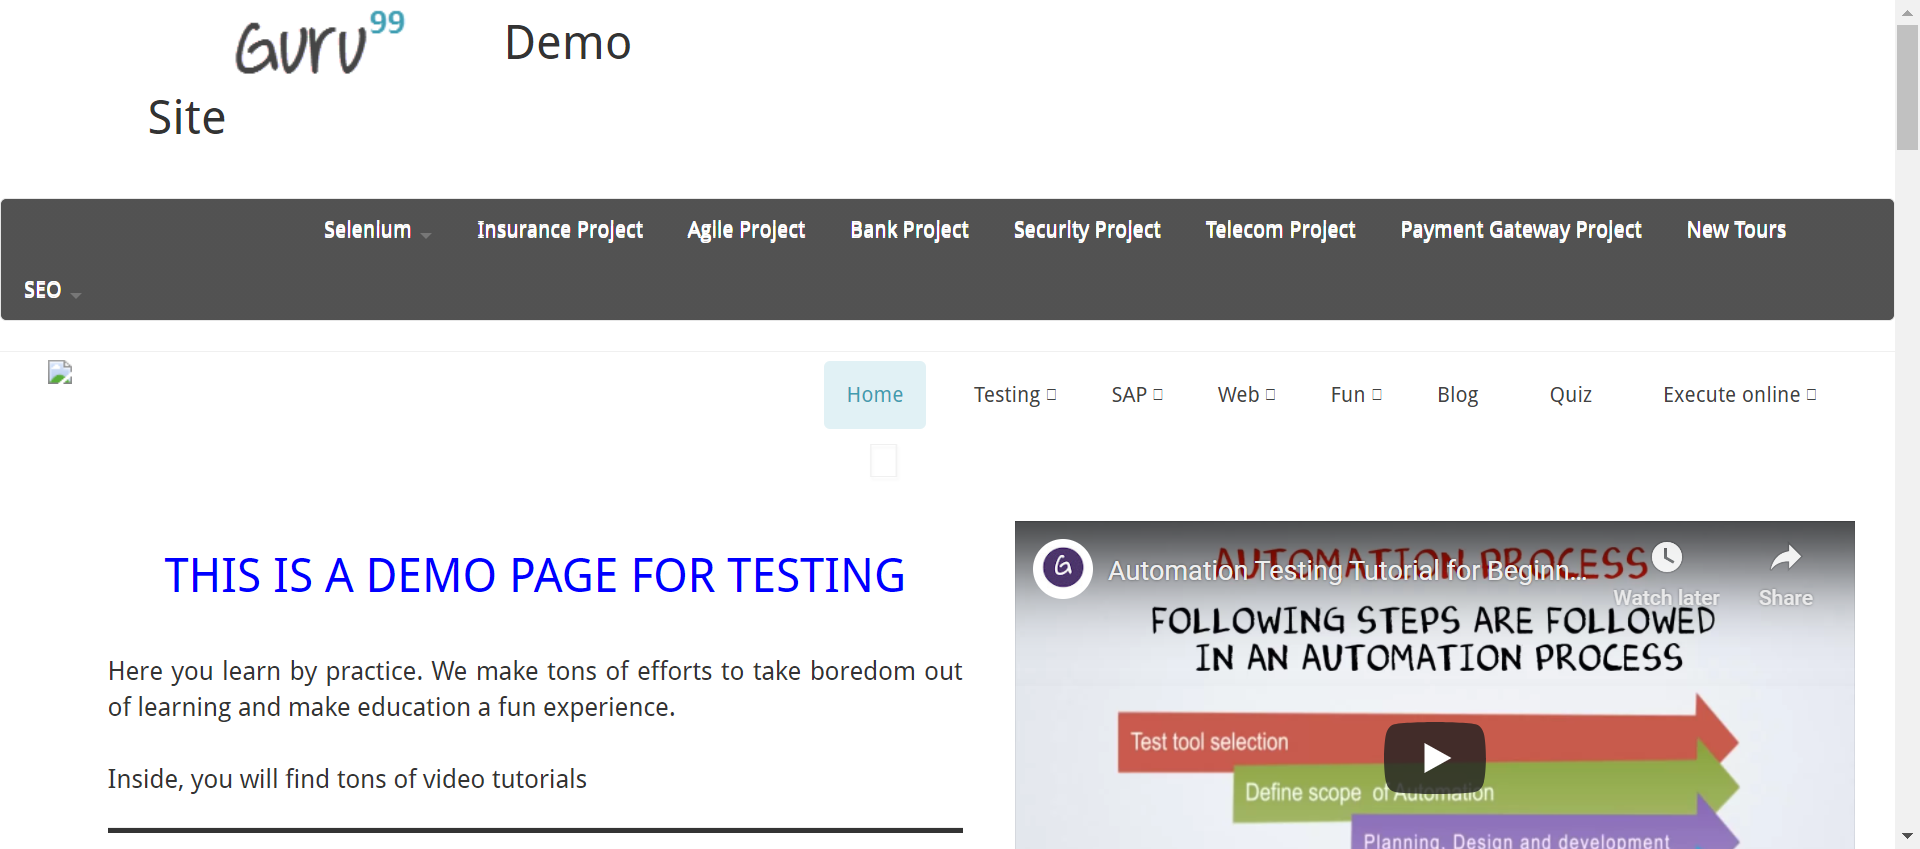 Guru99 Demo
Site
Selenium Insurance Project Agile Project Bank Project Security Project Telecom Project Payment Gateway Project New Tours
SEO
Home Testing SAP Web Fun Blog Quiz Execute online
THIS IS A DEMO PAGE FOR TESTING
Here you learn by practice. We make tons of efforts to take boredom out
of learning and make education a fun experience.
Inside, you will find tons of video tutorials
AUTOMATION PROCESS
Automation Testing Tutorial for Beginn...
Watch later Share
FOLLOWING STEPS ARE FOLLOWED
IN AN AUTOMATION PROCESS
Test tool selection
Define scope of Automation
Planning, Design and development